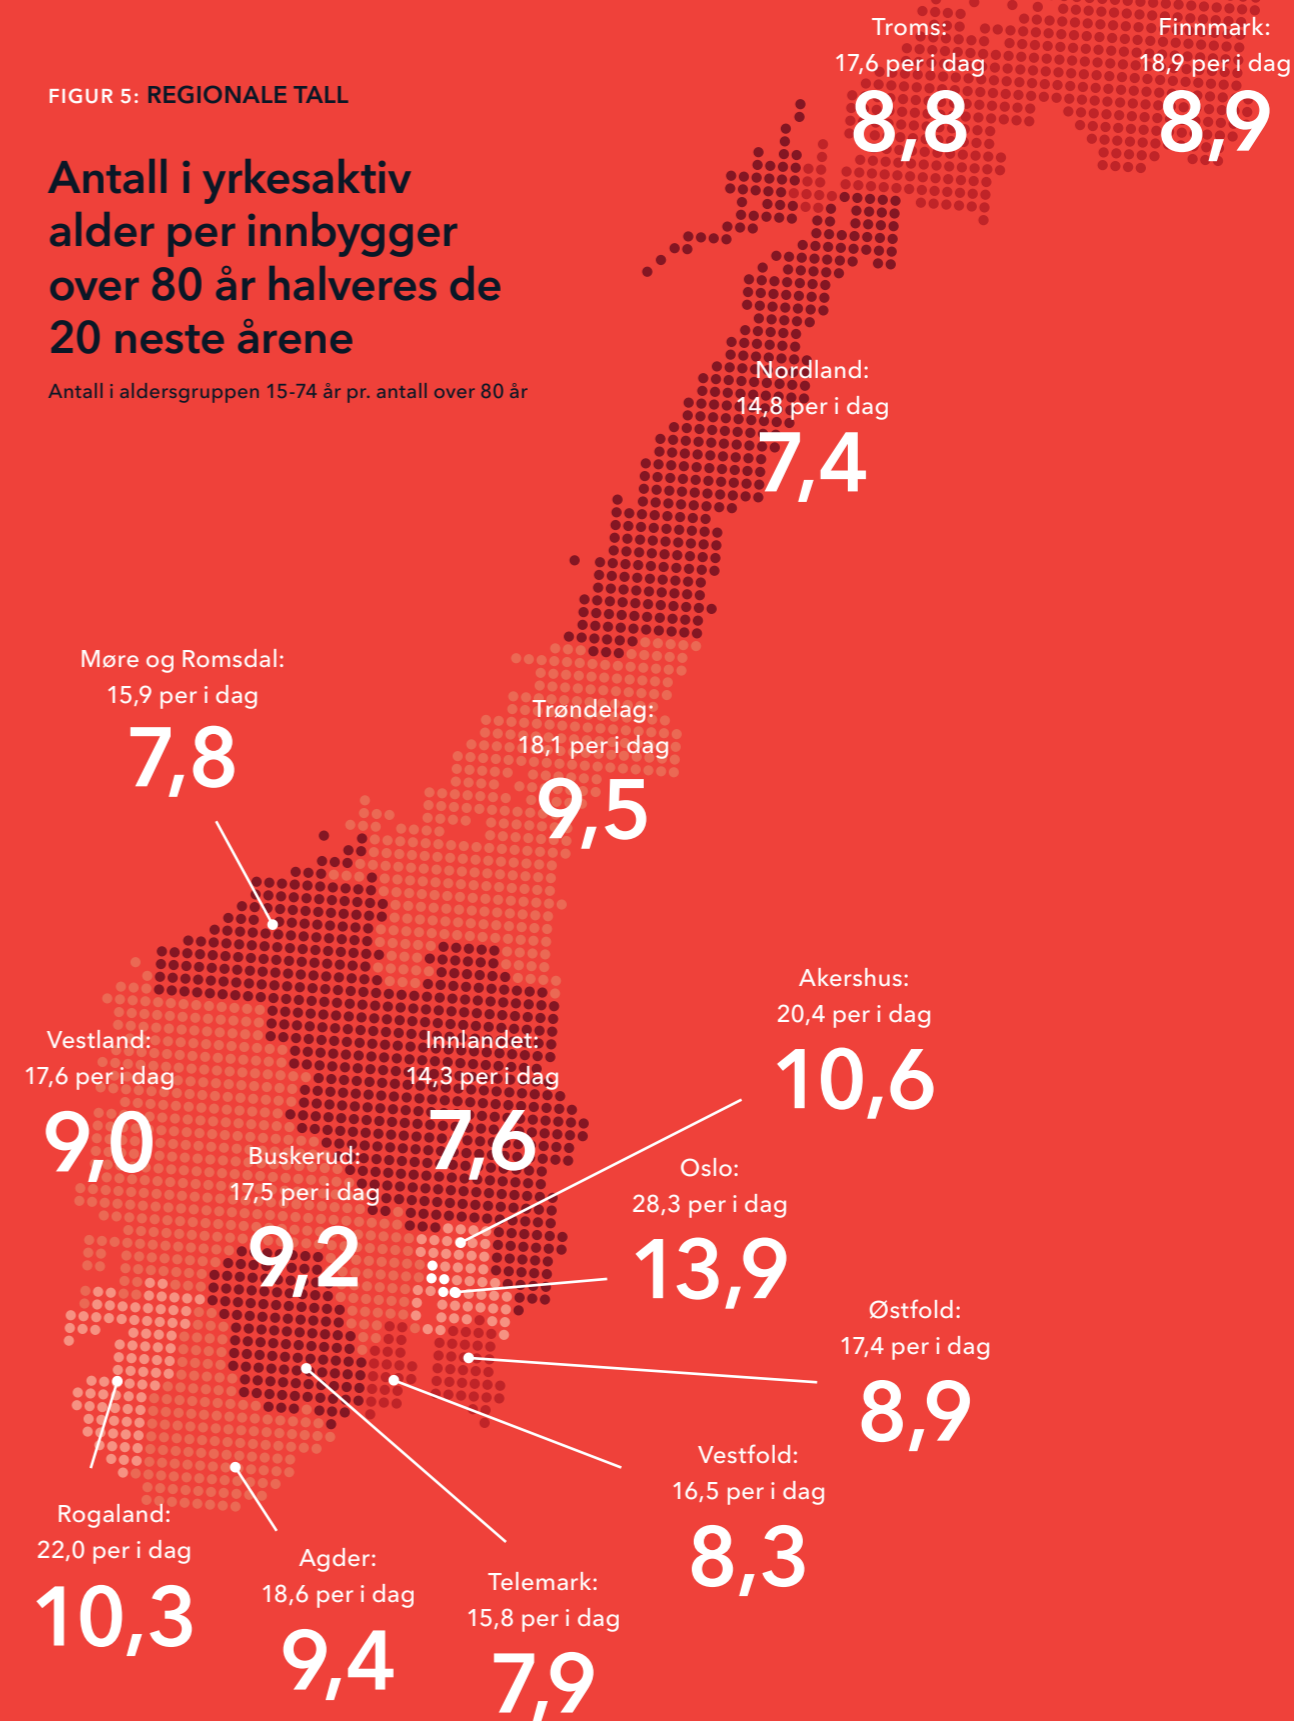 FIGUR 5: REGIONALE TALL
Antall i yrkesaktiv
alder per innbygger
over 80 år halveres de
20 neste årene
Antall i aldersgruppen 15-74 år pr. antall over 80 år
Troms:
17,6 per i dag
8,8
Finnmark:
18,9 per i dag
8,9
Nordland:
14,8 per i dag
7,4
Møre og Romsdal:
15,9 per i dag
7,8
Trøndelag:
18,1 per i dag
9,5
Akershus:
20,4 per i dag
10,6
Vestland:
17,6 per i dag
9,0
Innlandet:
14,3 per i dag
7,6
Buskerud:
17,5 per i dag
9,2
Oslo:
28,3 per i dag
13,9
Østfold:
17,4 per i dag
8,9
Vestfold:
16,5 per i dag
8,3
Rogaland:
22,0 per i dag
10,3
Agder:
18,6 per i dag
9,4
Telemark:
15,8 per i dag
7,9